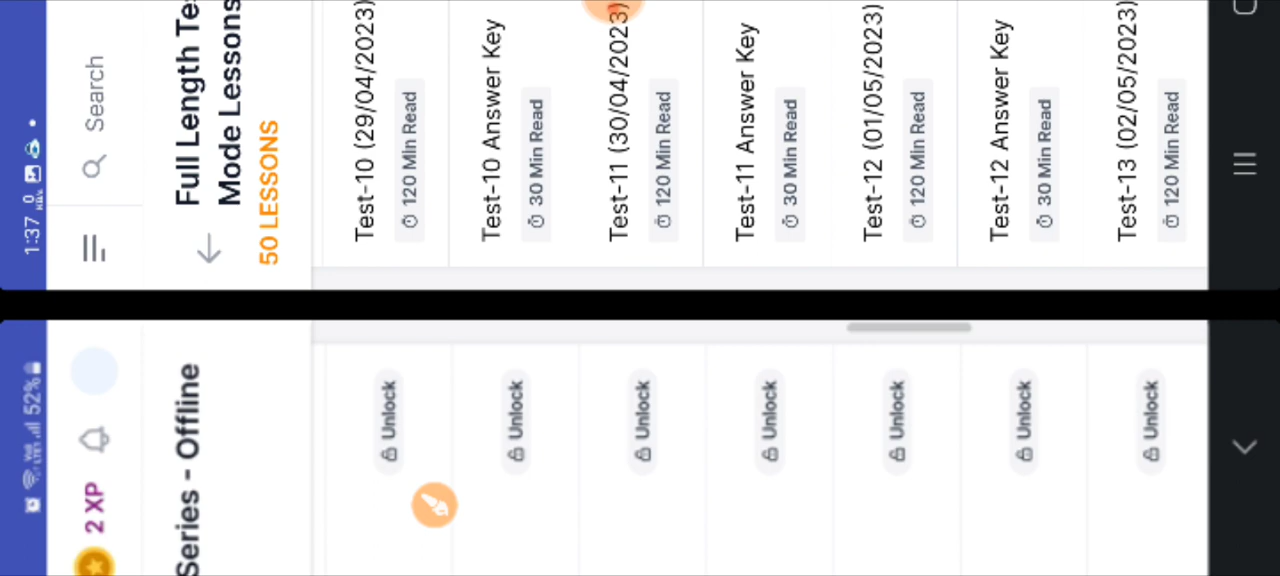 1:37
52%
Search
2 XP
Full Length Te
Series - Offline
Mode Lessons
50 LESSONS
Test-10 (29/04/2023)
120 Min Read
Unlock
Test-10 Answer Key
30 Min Read
Unlock
Test-11 (30/04/2023)
120 Min Read
Unlock
Test-11 Answer Key
30 Min Read
Unlock
Test-12 (01/05/2023)
120 Min Read
Unlock
Test-12 Answer Key
30 Min Read
Unlock
Test-13 (02/05/2023)
120 Min Read
Unlock